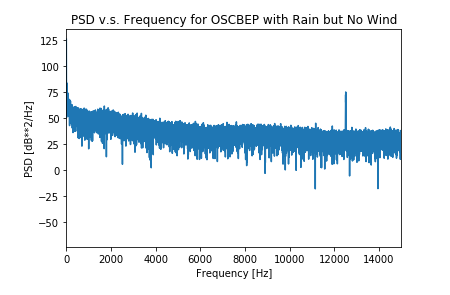 PSD v.s. Frequency for OSCBEP with Rain but No Wind
125
100
75
50
25
0
−25
−50
PSD [dB**2/Hz]
0 2000 4000 6000 8000 10000 12000 14000
Frequency [Hz]